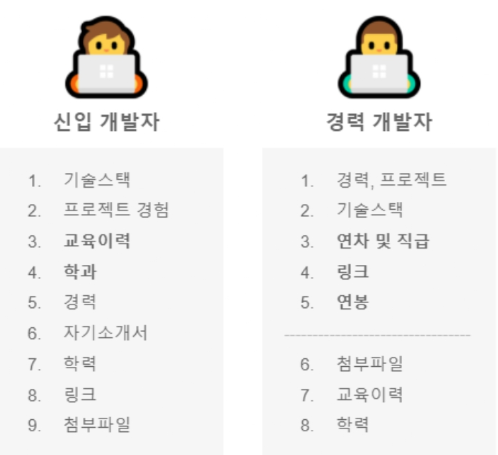 신입 개발자
1. 기술스택
2. 프로젝트 경험
3. 교육이력
4. 학과
5. 경력
6. 자기소개서
7. 학력
8. 링크
9. 첨부파일
경력 개발자
1. 경력, 프로젝트
2. 기술스택
3. 연차 및 직급
4. 링크
5. 연봉
6. 첨부파일
7. 교육이력
8. 학력